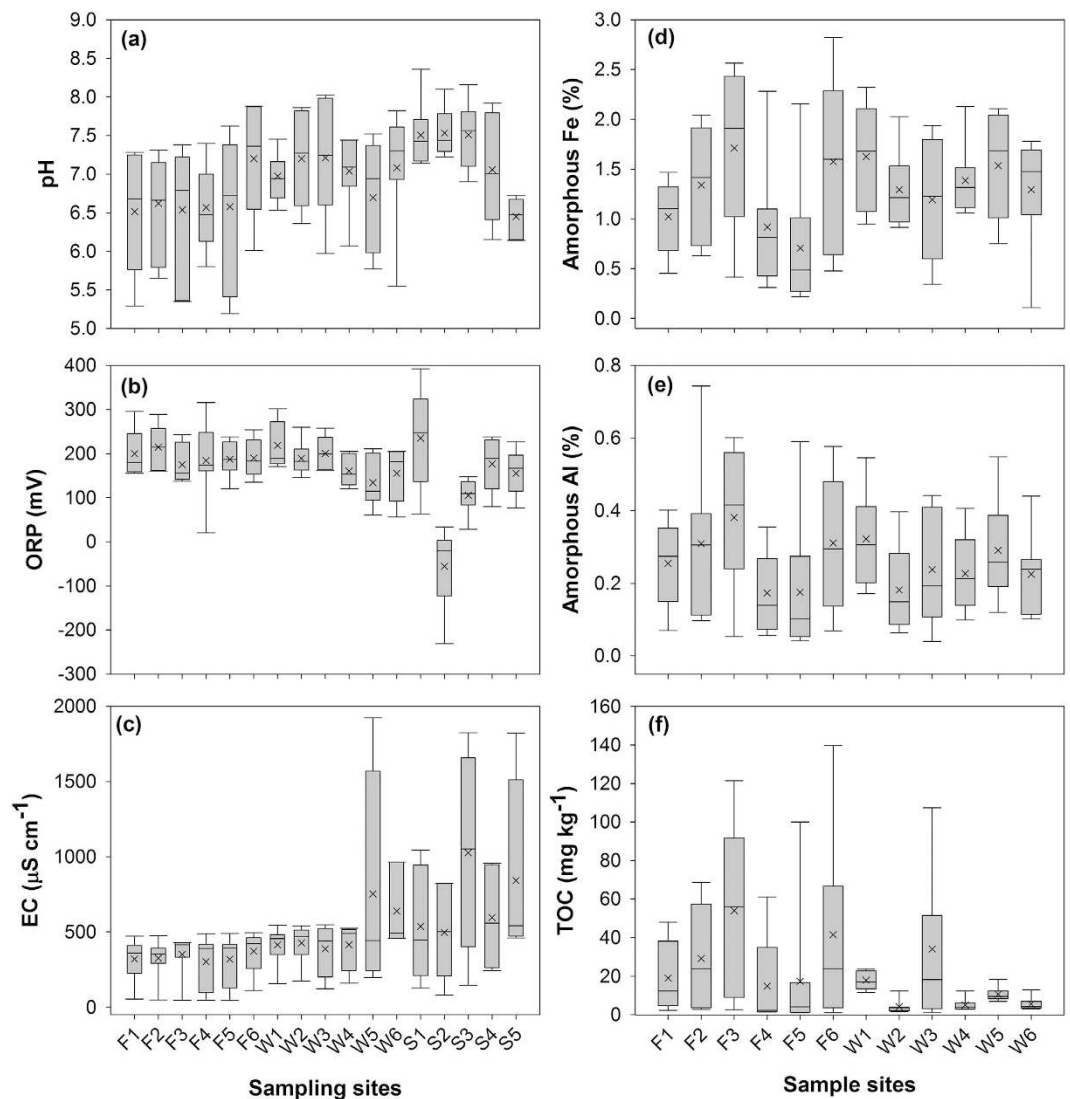 (a)
pH
9.0
8.5
8.0
7.5
7.0
6.5
6.0
5.5
5.0
(b)
ORP (mV)
400
300
200
100
0
-100
-200
-300
(c)
EC (µS cm⁻¹)
2000
1500
1000
500
0
F1 F2 F3 F4 F5 F6 W1 W2 W3 W4 W5 W6 S1 S2 S3 S4 S5
Sampling sites
(d)
Amorphous Fe (%)
3.0
2.5
2.0
1.5
1.0
0.5
0.0
(e)
Amorphous Al (%)
0.8
0.6
0.4
0.2
0.0
(f)
TOC (mg kg⁻¹)
160
140
120
100
80
60
40
20
0
F1 F2 F3 F4 F5 F6 W1 W2 W3 W4 W5 W6
Sample sites